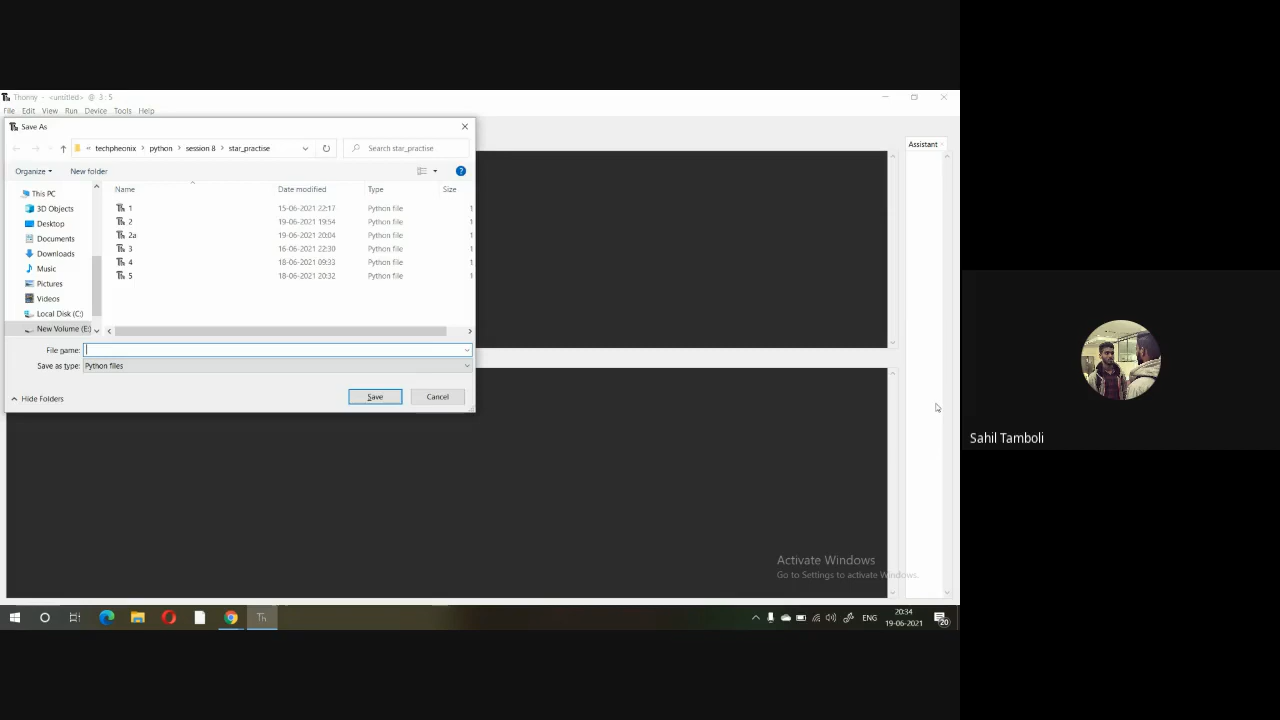 Thonny - <untitled> @ 3 : 5
File Edit View Run Device Tools Help
Save As
« techpheonix › python › session 8 › star_practise
Search star_practise
Organize
New folder
Name Date modified Type Size
This PC
3D Objects
Desktop
Documents
Downloads
Music
Pictures
Videos
Local Disk (C:)
New Volume (E:)
1 15-06-2021 22:17 Python file 1
2 19-06-2021 19:54 Python file 1
2a 19-06-2021 20:04 Python file 1
3 16-06-2021 22:30 Python file 1
4 18-06-2021 09:33 Python file 1
5 18-06-2021 20:32 Python file 1
File name:
Save as type: Python files
Hide Folders
Save
Cancel
Assistant
Sahil Tamboli
Activate Windows
Go to Settings to activate Windows.
Th
ENG
20:34
19-06-2021
20